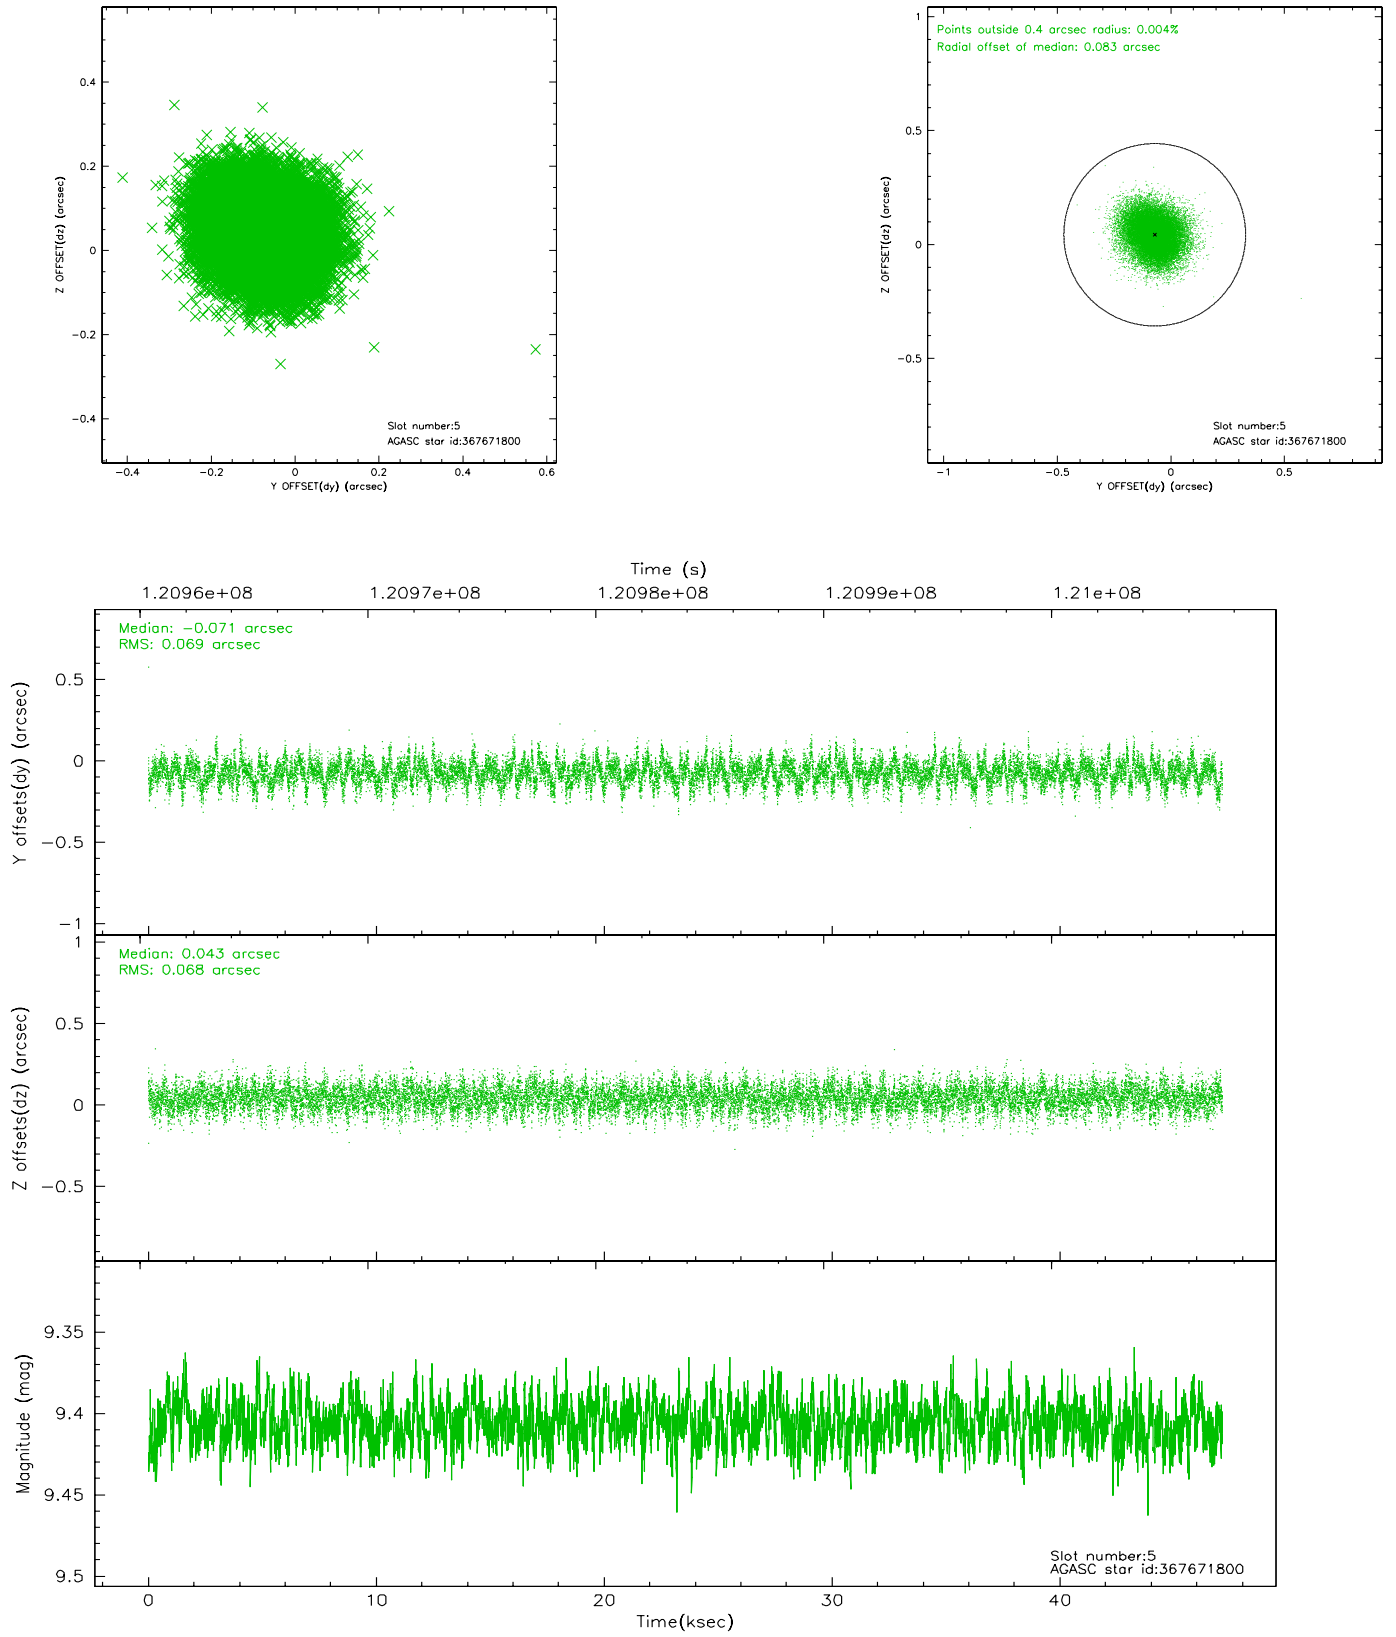 0.4
0.2
0
−0.2
−0.4
Z OFFSET(dz) (arcsec)
−0.4
−0.2
0
0.2
0.4
0.6
Y OFFSET(dy) (arcsec)
Slot number:5
AGASC star id:367671800
Points outside 0.4 arcsec radius: 0.004%
Radial offset of median: 0.083 arcsec
1
0.5
0
−0.5
Z OFFSET(dz) (arcsec)
−1
−0.5
0
0.5
Y OFFSET(dy) (arcsec)
Slot number:5
AGASC star id:367671800
Time (s)
1.2096e+08
1.2097e+08
1.2098e+08
1.2099e+08
1.21e+08
Median: −0.071 arcsec
RMS: 0.069 arcsec
0.5
0
−0.5
−1
Y offsets(dy) (arcsec)
Median: 0.043 arcsec
RMS: 0.068 arcsec
1
0.5
0
−0.5
Z offsets(dz) (arcsec)
9.35
9.4
9.45
9.5
Magnitude (mag)
Slot number:5
AGASC star id:367671800
0
10
20
30
40
Time(ksec)